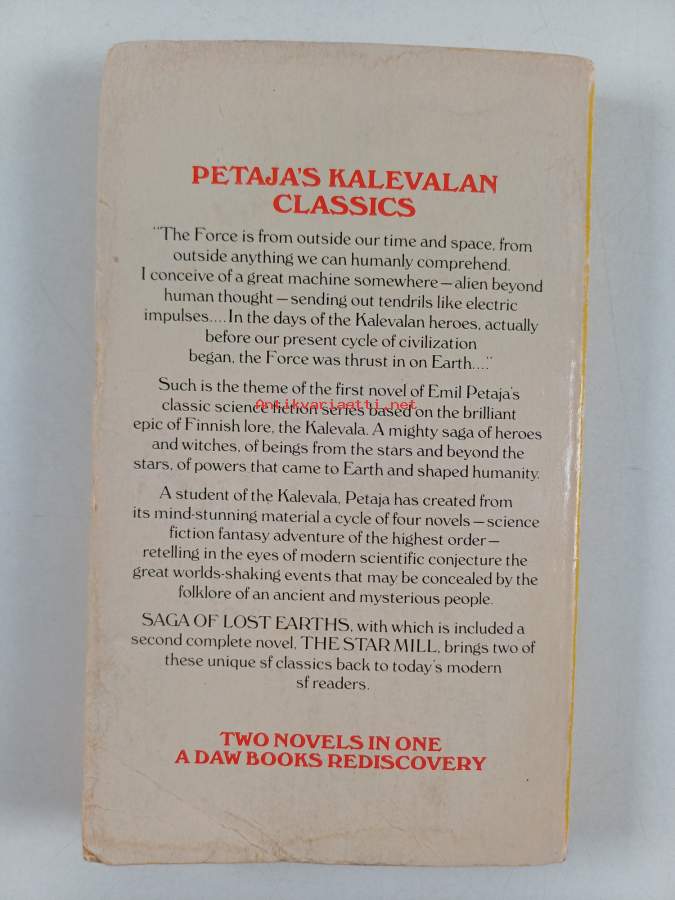 PETAJA'S KALEVALAN
CLASSICS
"The Force is from outside our time and space, from
outside anything we can humanly comprehend.
I conceive of a great machine somewhere—alien beyond
human thought—sending out tendrils like electric
impulses....In the days of the Kalevalan heroes, actually
before our present cycle of civilization
began, the Force was thrust in on Earth...."
Such is the theme of the first novel of Emil Petaja's
Antikvariaatti.net
classic science fiction series based on the brilliant
epic of Finnish lore, the Kalevala. A mighty saga of heroes
and witches, of beings from the stars and beyond the
stars, of powers that came to Earth and shaped humanity.
A student of the Kalevala, Petaja has created from
its mind-stunning material a cycle of four novels—science
fiction fantasy adventure of the highest order—
retelling in the eyes of modern scientific conjecture the
great worlds-shaking events that may be concealed by the
folklore of an ancient and mysterious people.
SAGA OF LOST EARTHS, with which is included a
second complete novel, THE STAR MILL, brings two of
these unique sf classics back to today's modern
sf readers.
TWO NOVELS IN ONE
A DAW BOOKS REDISCOVERY